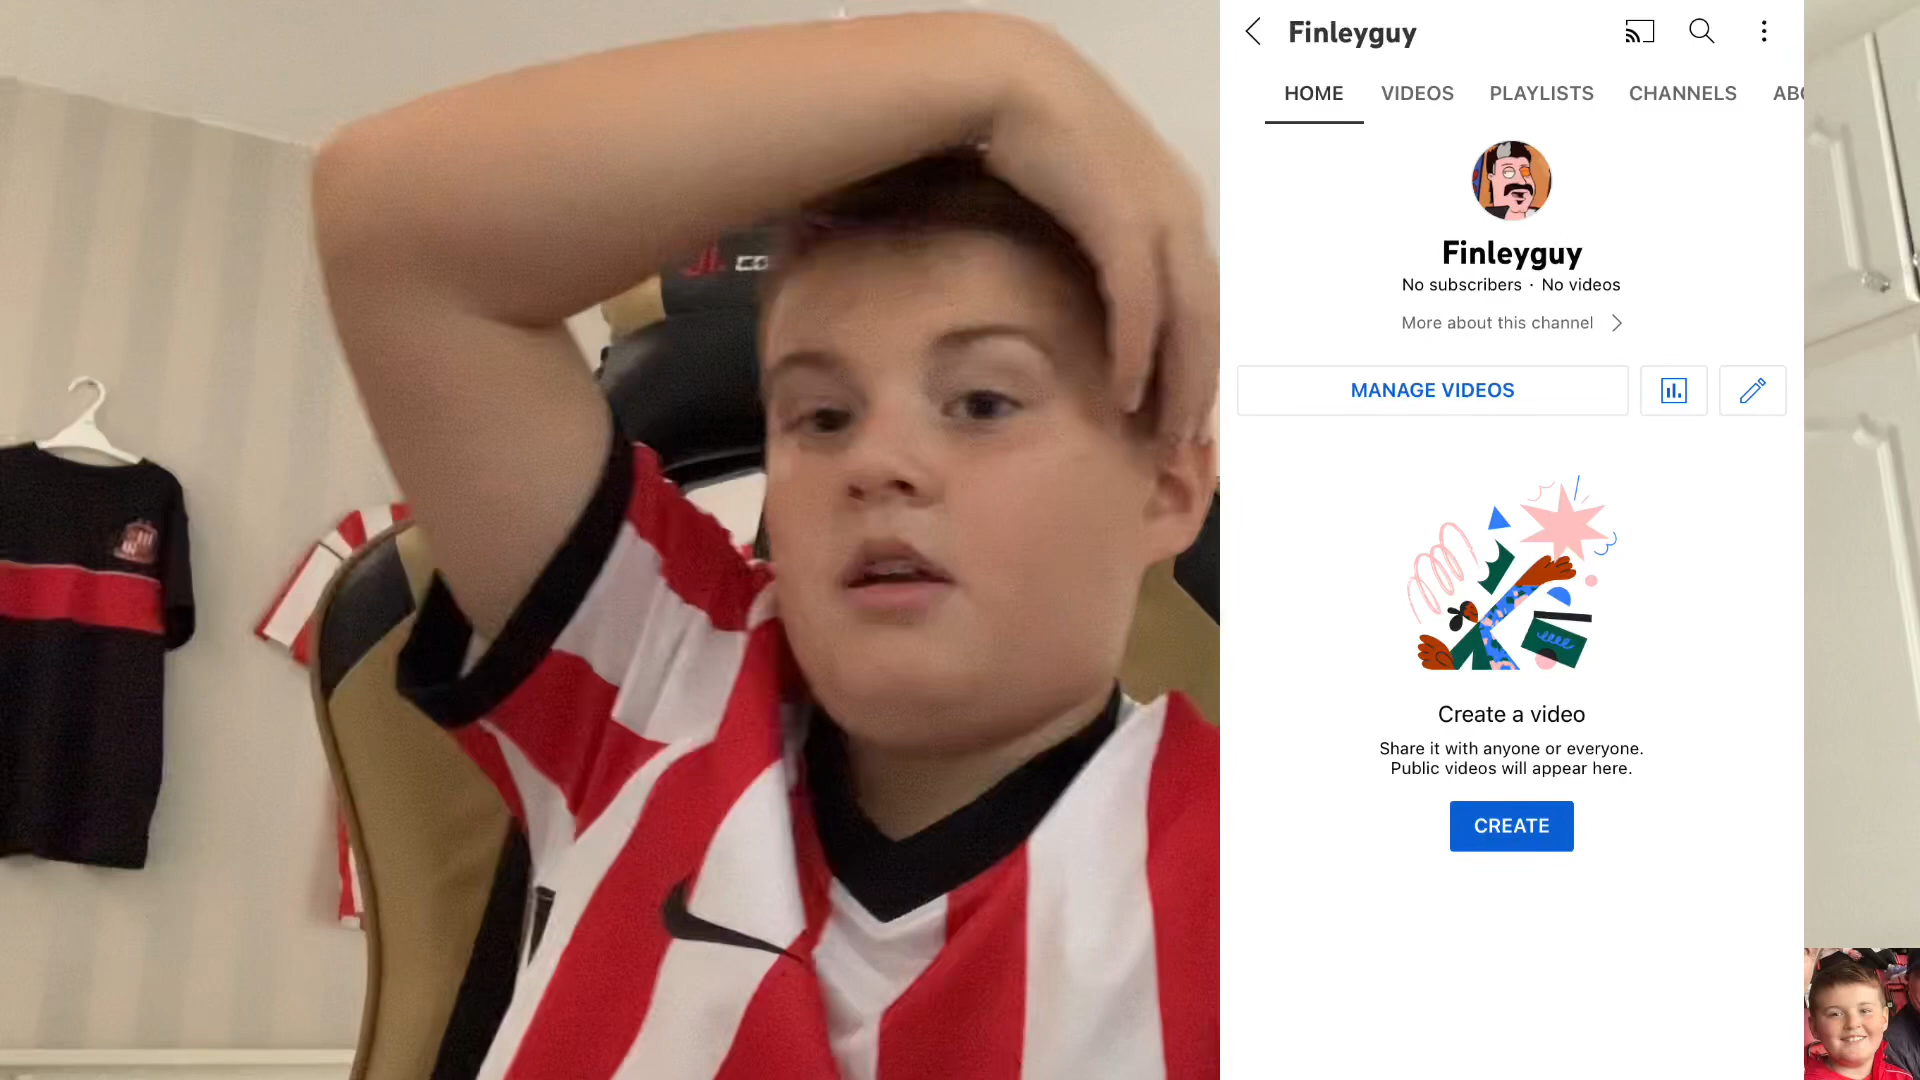 Finleyguy
HOME VIDEOS PLAYLISTS CHANNELS ABO
Finleyguy
No subscribers · No videos
More about this channel
MANAGE VIDEOS
Create a video
Share it with anyone or everyone.
Public videos will appear here.
CREATE